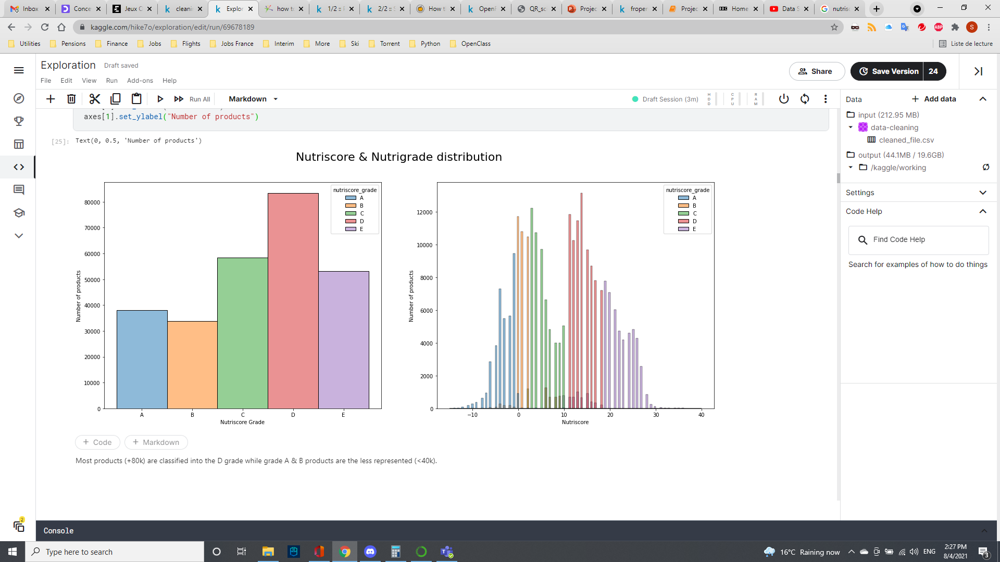 Inbox
Conce
Jeux C
cleani
Explor
how to
1/2 ::
2/2 ::
How t
OpenF
QR_sc
Projec
froper
Projec
BBC Home
Data S
nutris
kaggle.com/hike7o/exploration/edit/run/69678189
ABP
S
Utilities
Pensions
Finance
Jobs
Flights
Jobs France
Interim
More
Ski
Torrent
Python
OpenClass
Liste de lecture
Exploration Draft saved
File Edit View Run Add-ons Help
Share
Save Version 24
Run All
Markdown
Draft Session (3m)
HDD
CPU
RAM
Data
Add data
input (212.95 MB)
data-cleaning
cleaned_file.csv
output (44.1MB / 19.6GB)
/kaggle/working
Settings
Code Help
Find Code Help
Search for examples of how to do things
axes[1].set_ylabel("Number of products")
[25]: Text(0, 0.5, 'Number of products')
Nutriscore & Nutrigrade distribution
nutriscore_grade
A
B
C
D
E
80000
70000
60000
50000
40000
30000
20000
10000
0
Number of products
A B C D E
Nutriscore Grade
nutriscore_grade
A
B
C
D
E
12000
10000
8000
6000
4000
2000
0
Number of products
−10 0 10 20 30 40
Nutriscore
+ Code
+ Markdown
Most products (+80k) are classified into the D grade while grade A & B products are the less represented (<40k).
2
Console
Type here to search
16°C Raining now
ENG
2:27 PM
8/4/2021
3